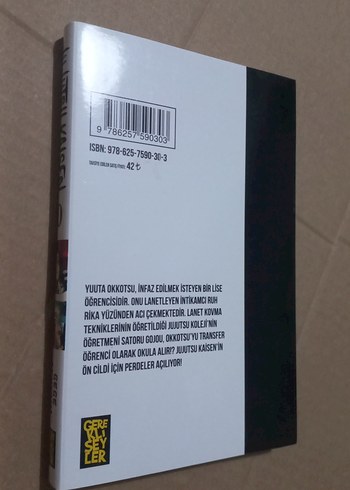 9 786257 590303
ISBN: 978-625-7590-30-3
42 ₺
YUUTA OKKOTSU, İNFAZ EDİLMEK İSTEYEN BİR LİSE
ÖĞRENCİSİDİR. ONU LANETLEYEN İNTİKAMCI RUH
RİKA YÜZÜNDEN ACI ÇEKMEKTEDİR. LANET KOVMA
TEKNİKLERİNİN ÖĞRETİLDİĞİ JUJUTSU KOLEJİ'NİN
ÖĞRETMENİ SATORU GOJOU, OKKOTSU'YU TRANSFER
ÖĞRENCİ OLARAK OKULA ALIR!? JUJUTSU KAISEN'İN
ÖN CİLDİ İÇİN PERDELER AÇILIYOR!
GERE
KLİ
ŞEY
LER
JUJUTSU KAISEN
GEGE